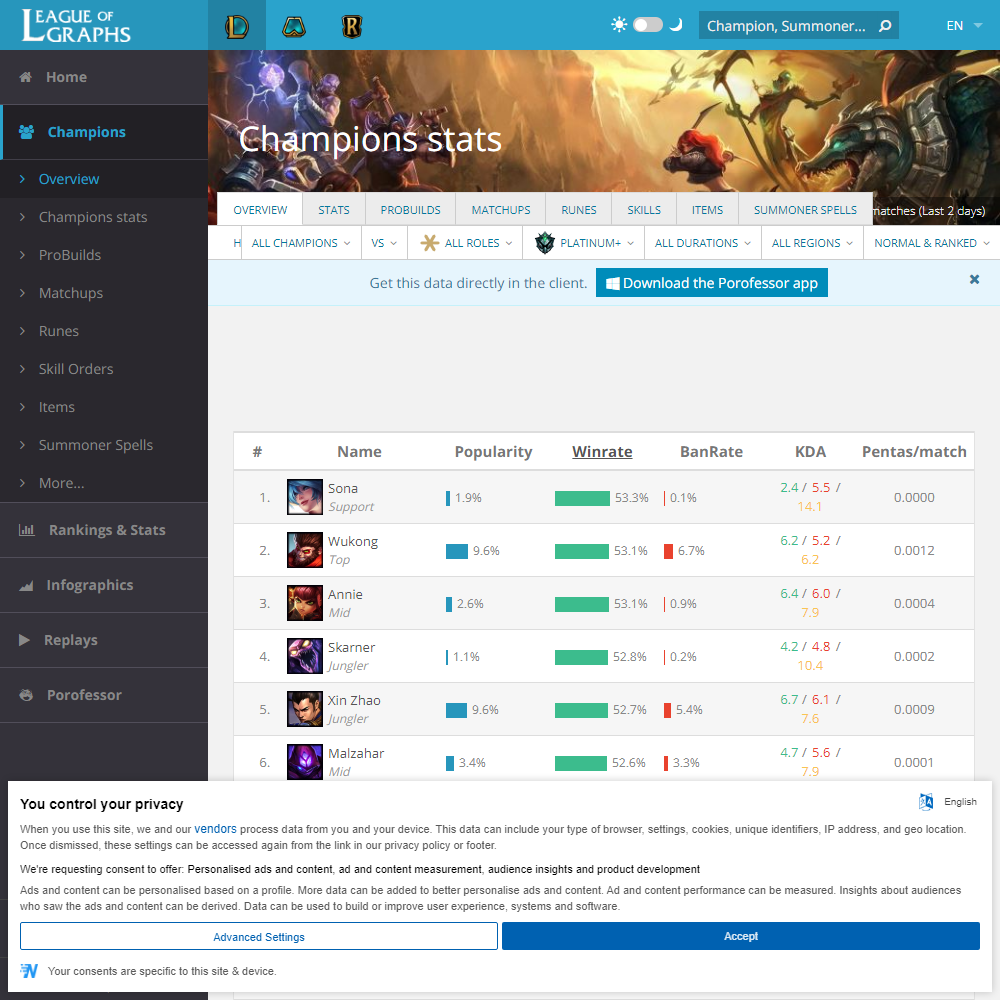 LEAGUE OF GRAPHS
Champion, Summoner...
EN
Home
Champions
Overview
Champions stats
ProBuilds
Matchups
Runes
Skill Orders
Items
Summoner Spells
More...
Rankings & Stats
Infographics
Replays
Porofessor
Champions stats
matches (Last 2 days)
OVERVIEW STATS PROBUILDS MATCHUPS RUNES SKILLS ITEMS SUMMONER SPELLS
H ALL CHAMPIONS VS ALL ROLES PLATINUM+ ALL DURATIONS ALL REGIONS NORMAL & RANKED
Get this data directly in the client. Download the Porofessor app
# Name Popularity Winrate BanRate KDA Pentas/match
1. Sona Support 1.9% 53.3% 0.1% 2.4 / 5.5 / 14.1 0.0000
2. Wukong Top 9.6% 53.1% 6.7% 6.2 / 5.2 / 6.2 0.0012
3. Annie Mid 2.6% 53.1% 0.9% 6.4 / 6.0 / 7.9 0.0004
4. Skarner Jungler 1.1% 52.8% 0.2% 4.2 / 4.8 / 10.4 0.0002
5. Xin Zhao Jungler 9.6% 52.7% 5.4% 6.7 / 6.1 / 7.6 0.0009
6. Malzahar Mid 3.4% 52.6% 3.3% 4.7 / 5.6 / 7.9 0.0001
You control your privacy
English
When you use this site, we and our vendors process data from you and your device. This data can include your type of browser, settings, cookies, unique identifiers, IP address, and geo location.
Once dismissed, these settings can be accessed again from the link in our privacy policy or footer.
We're requesting consent to offer: Personalised ads and content, ad and content measurement, audience insights and product development
Ads and content can be personalised based on a profile. More data can be added to better personalise ads and content. Ad and content performance can be measured. Insights about audiences
who saw the ads and content can be derived. Data can be used to build or improve user experience, systems and software.
Advanced Settings
Accept
Your consents are specific to this site & device.